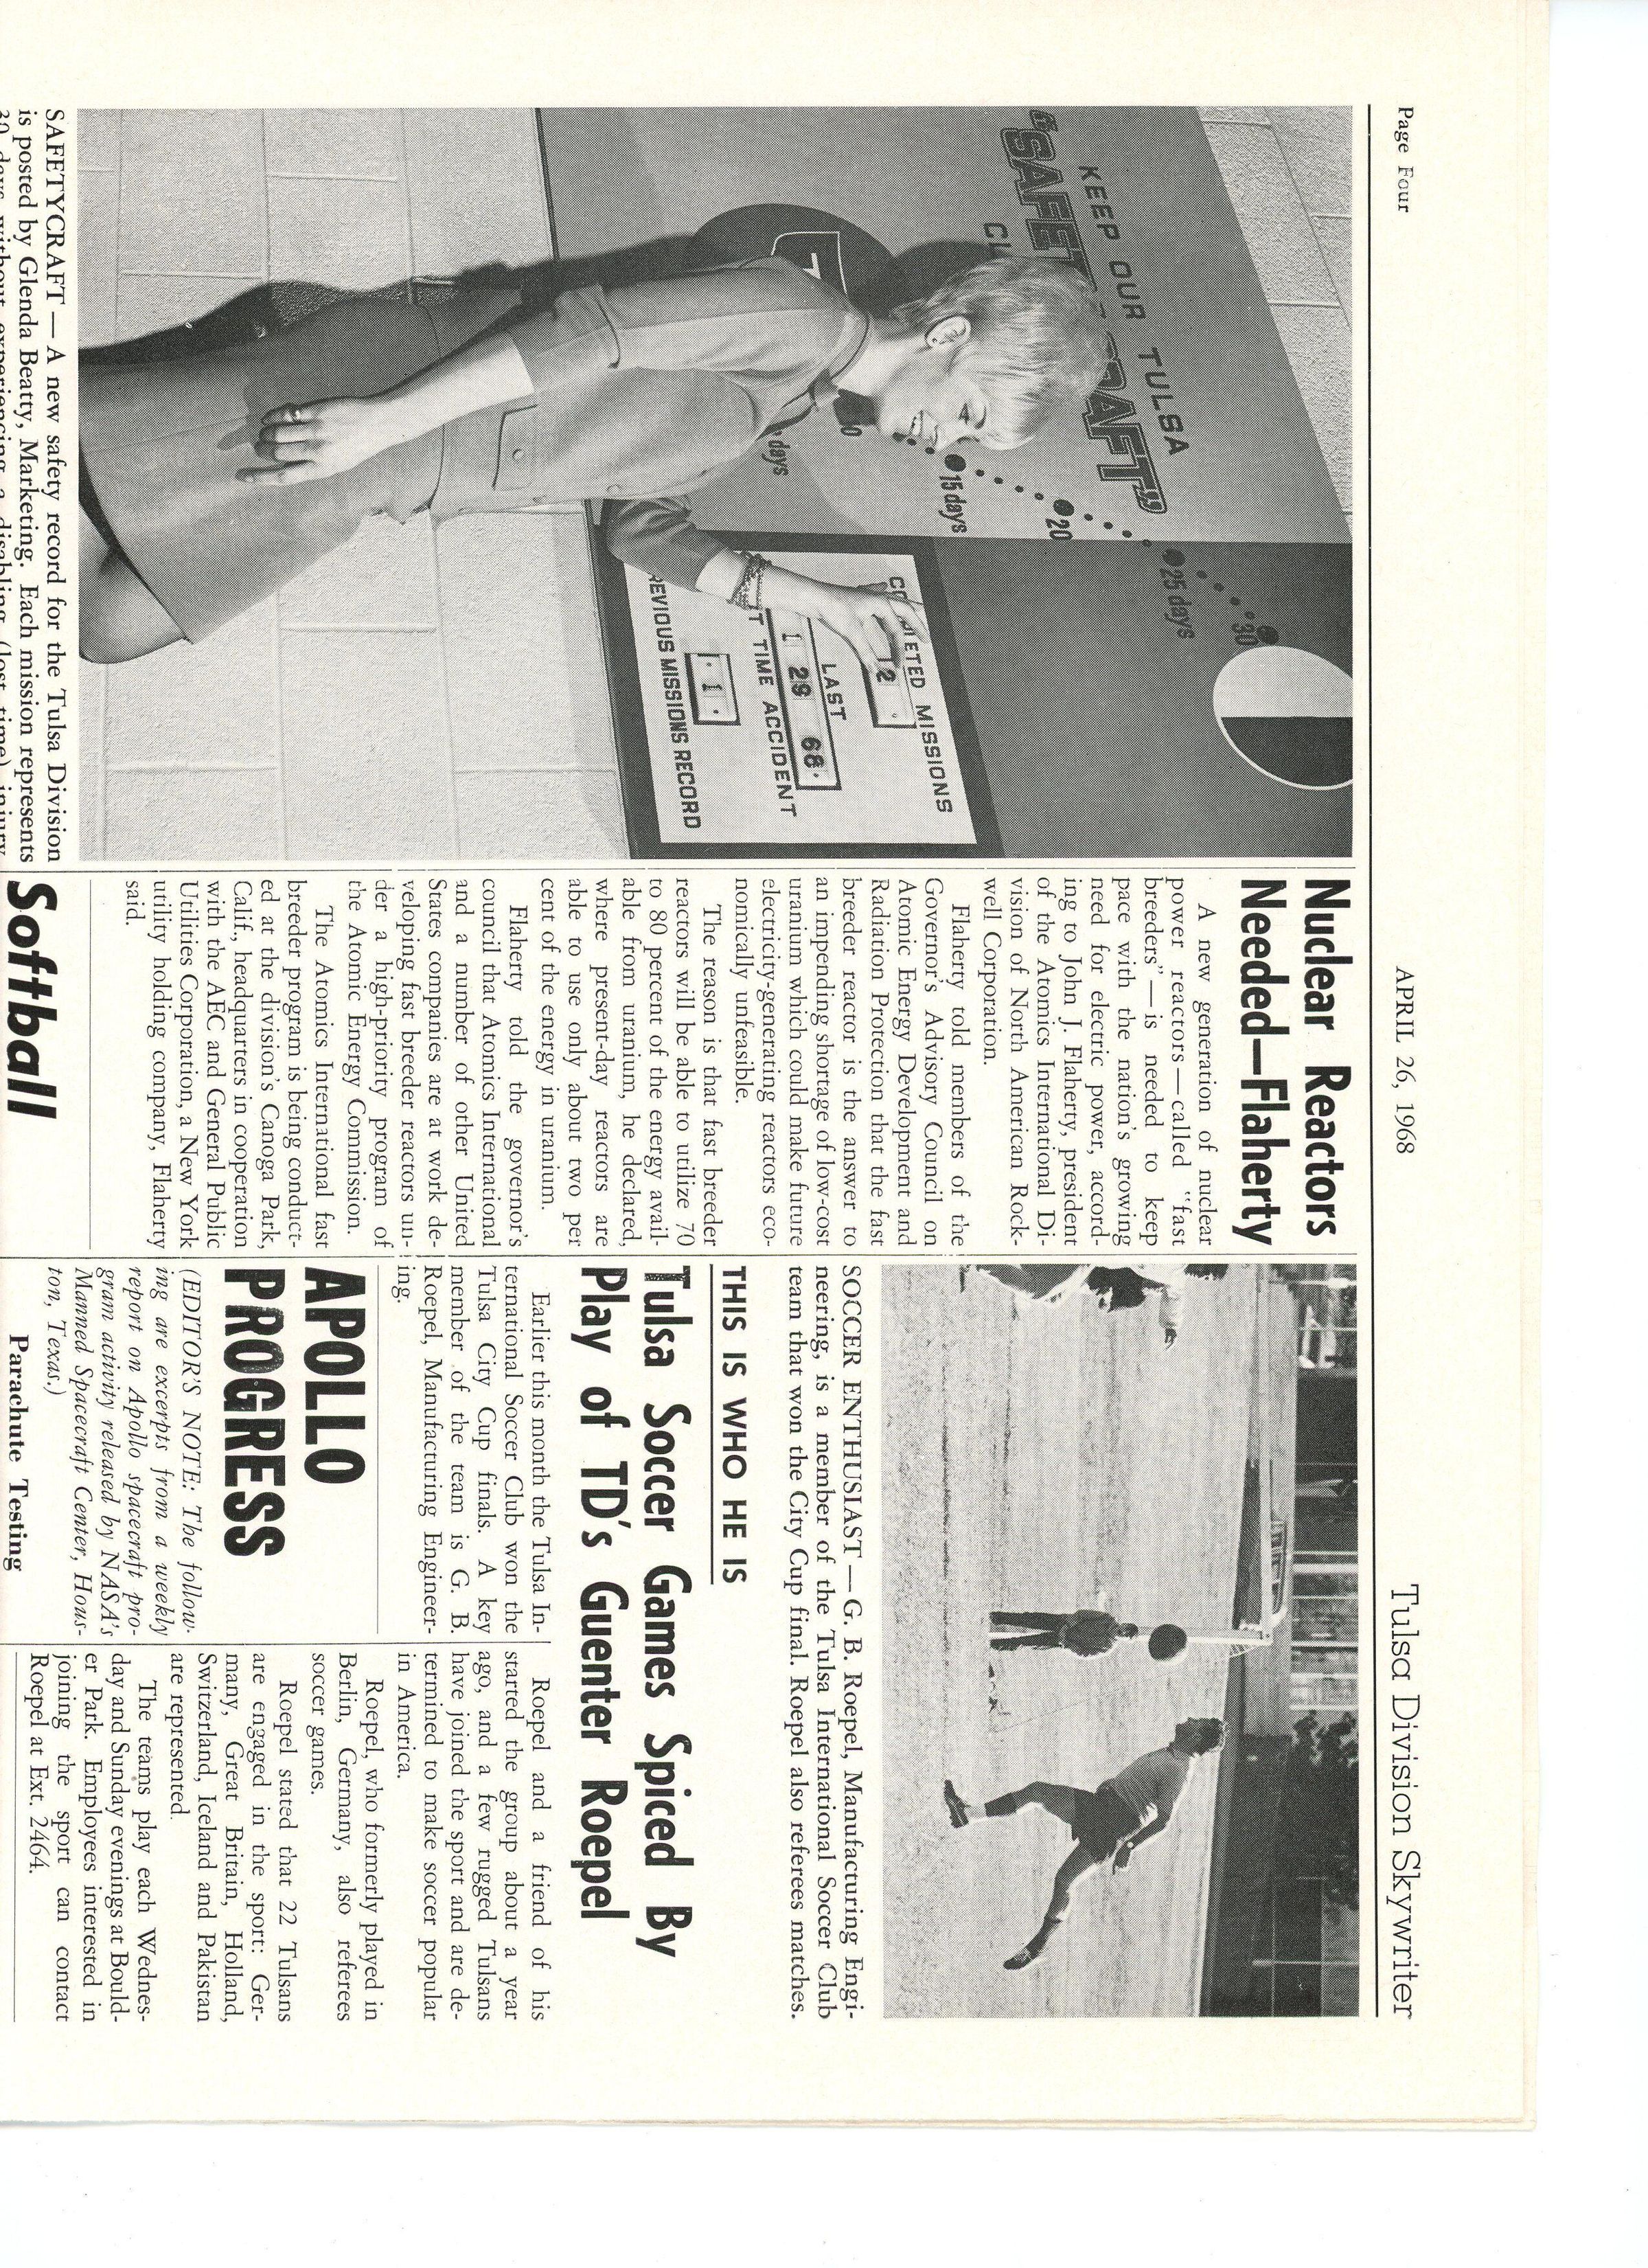 Page Four
APRIL 26, 1968
Tulsa Division Skywriter
KEEP OUR TULSA
15 days
20
25 days
30
days
MISSIONS
12
LAST
1 29 68
TIME ACCIDENT
1
MISSIONS RECORD
SAFETYCRAFT — A new safety record for the Tulsa Division
is posted by Glenda Beatty, Marketing. Each mission represents
30 days without experiencing a disabling (lost time) injury
Nuclear Reactors
Needed—Flaherty
A new generation of nuclear
power reactors — called "fast
breeders" — is needed to keep
pace with the nation's growing
need for electric power, accord-
ing to John J. Flaherty, president
of the Atomics International Di-
vision of North American Rock-
well Corporation.
Flaherty told members of the
Governor's Advisory Council on
Atomic Energy Development and
Radiation Protection that the fast
breeder reactor is the answer to
an impending shortage of low-cost
uranium which could make future
electricity-generating reactors eco-
nomically unfeasible.
The reason is that fast breeder
reactors will be able to utilize 70
to 80 percent of the energy avail-
able from uranium, he declared,
where present-day reactors are
able to use only about two per
cent of the energy in uranium.
Flaherty told the governor's
council that Atomics International
and a number of other United
States companies are at work de-
veloping fast breeder reactors un-
der a high-priority program of
the Atomic Energy Commission.
The Atomics International fast
breeder program is being conduct-
ed at the division's Canoga Park,
Calif., headquarters in cooperation
with the AEC and General Public
Utilities Corporation, a New York
utility holding company, Flaherty
said.
Softball
SOCCER ENTHUSIAST — G. B. Roepel, Manufacturing Engi-
neering, is a member of the Tulsa International Soccer Club
team that won the City Cup final. Roepel also referees matches.
THIS IS WHO HE IS
Tulsa Soccer Games Spiced By
Play of TD's Guenter Roepel
Earlier this month the Tulsa In-
ternational Soccer Club won the
Tulsa City Cup finals. A key
member of the team is G. B.
Roepel, Manufacturing Engineer-
ing.
Roepel and a friend of his
started the group about a year
ago, and a few rugged Tulsans
have joined the sport and are de-
termined to make soccer popular
in America.
Roepel, who formerly played in
Berlin, Germany, also referees
soccer games.
Roepel stated that 22 Tulsans
are engaged in the sport: Ger-
many, Great Britain, Holland,
Switzerland, Iceland and Pakistan
are represented.
The teams play each Wednes-
day and Sunday evenings at Bould-
er Park. Employees interested in
joining the sport can contact
Roepel at Ext. 2464.
APOLLO
PROGRESS
(EDITOR'S NOTE: The follow-
ing are excerpts from a weekly
report on Apollo spacecraft pro-
gram activity released by NASA's
Manned Spacecraft Center, Hous-
ton, Texas.)
Parachute Testing